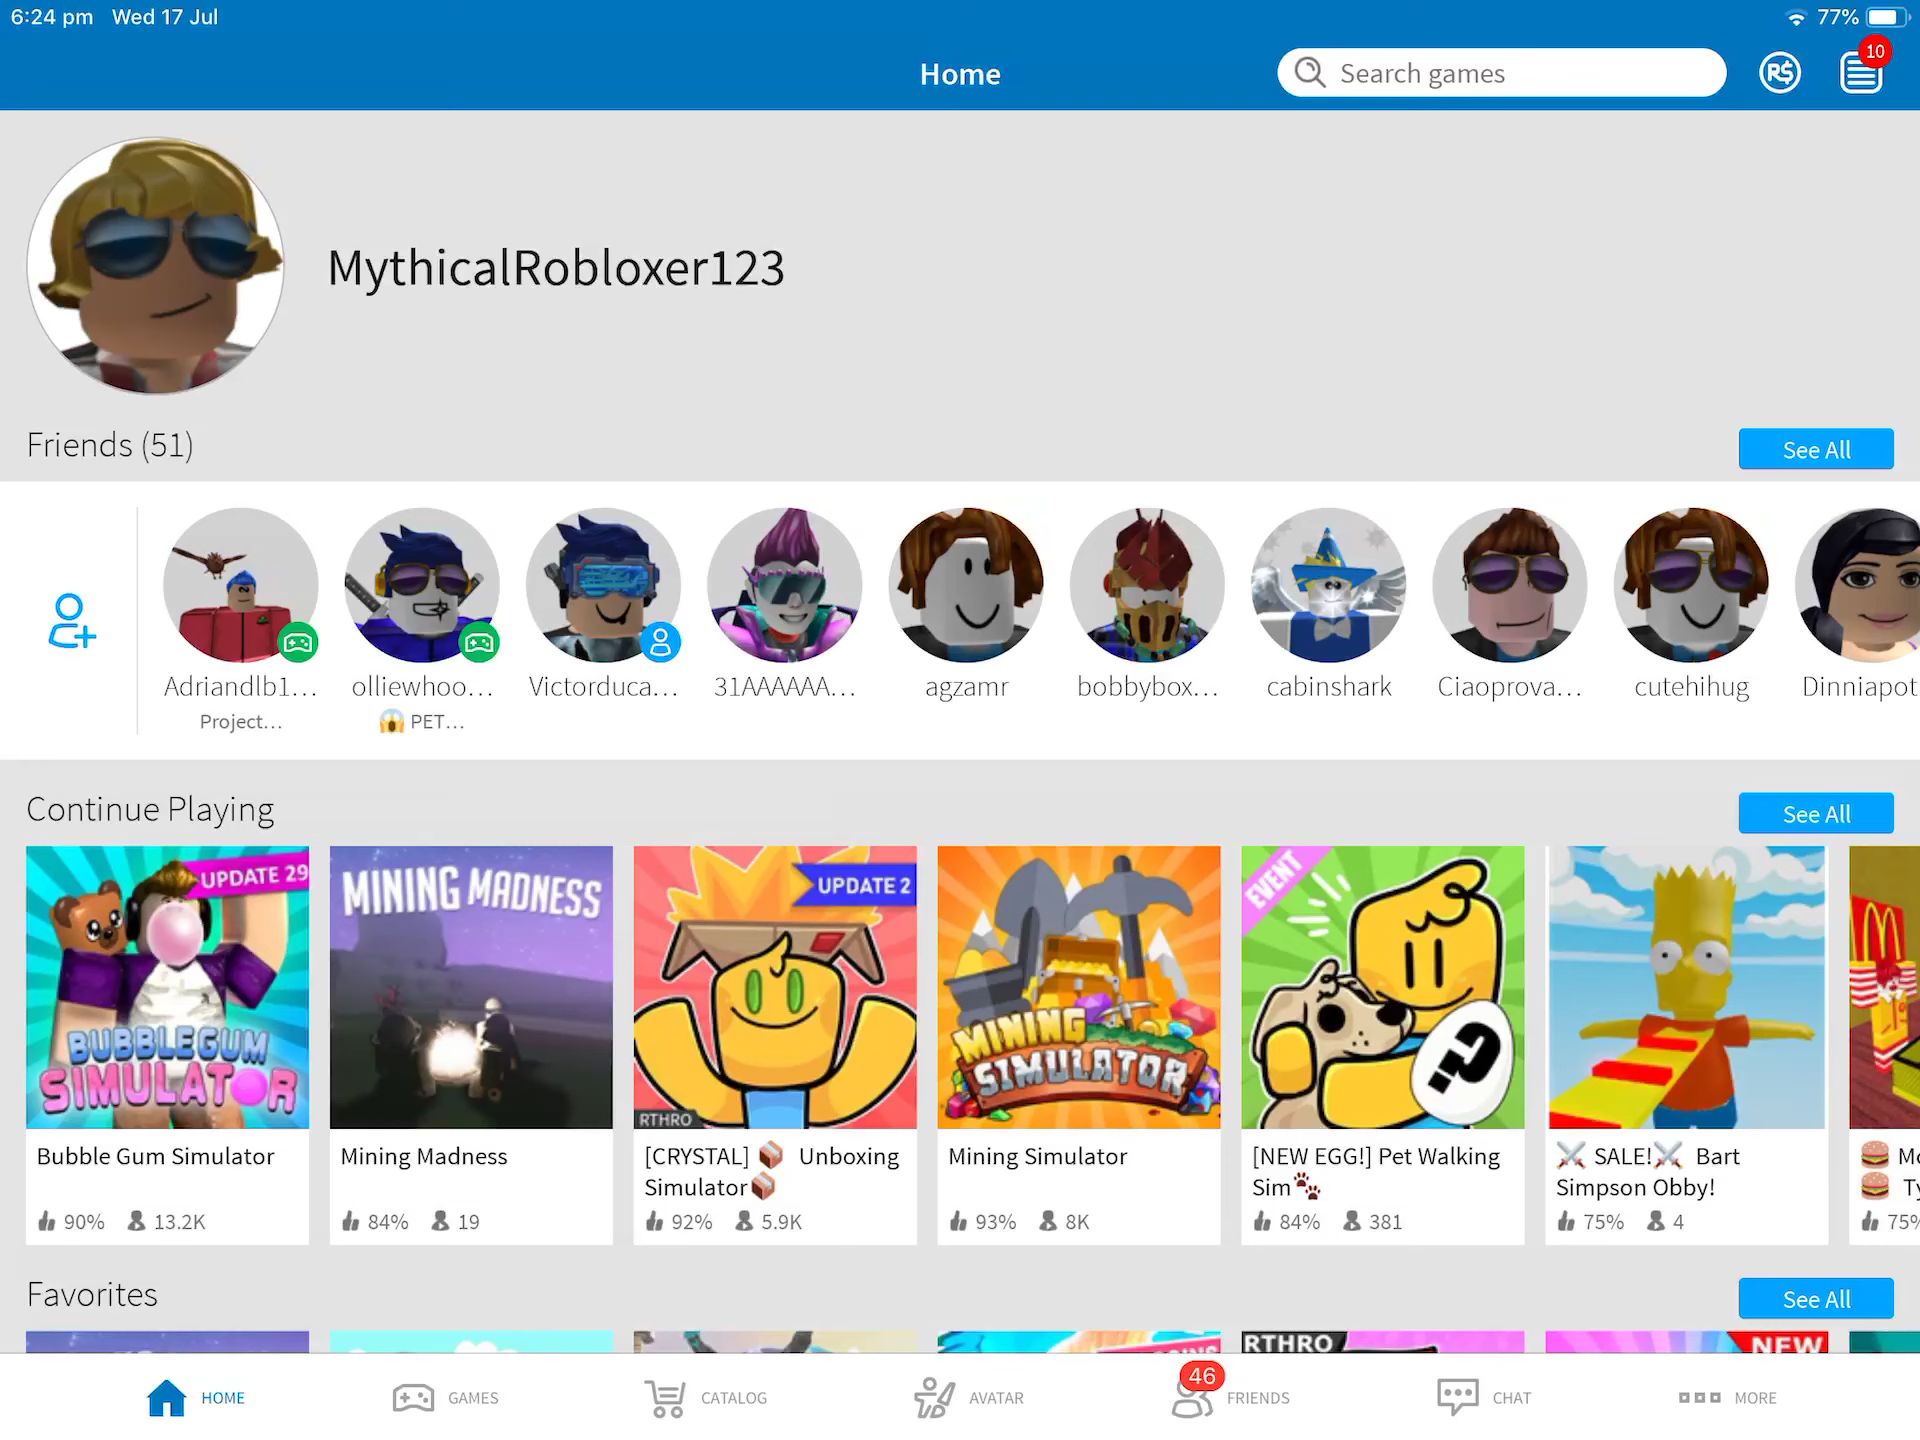 6:24 pm Wed 17 Jul
77%
Home
Search games
R$
10
MythicalRobloxer123
Friends (51)
See All
Adriandlb1...
olliewhoo...
Victorduca...
31AAAAAA...
agzamr
bobbybox...
cabinshark
Ciaoprova...
cutehihug
Dinniapot
Project...
😱 PET...
Continue Playing
See All
UPDATE 29
BUBBLEGUM
SIMULATOR
MINING MADNESS
UPDATE 2
RTHRO
MINING
SIMULATOR
EVENT
Bubble Gum Simulator
90% 13.2K
Mining Madness
84% 19
[CRYSTAL] 📦 Unboxing
Simulator📦
92% 5.9K
Mining Simulator
93% 8K
[NEW EGG!] Pet Walking
Sim🐾
84% 381
⚔️ SALE!⚔️ Bart
Simpson Obby!
75% 4
🍔
🍔
75%
Favorites
See All
RTHRO
NEW
HOME
GAMES
CATALOG
AVATAR
46
FRIENDS
CHAT
MORE